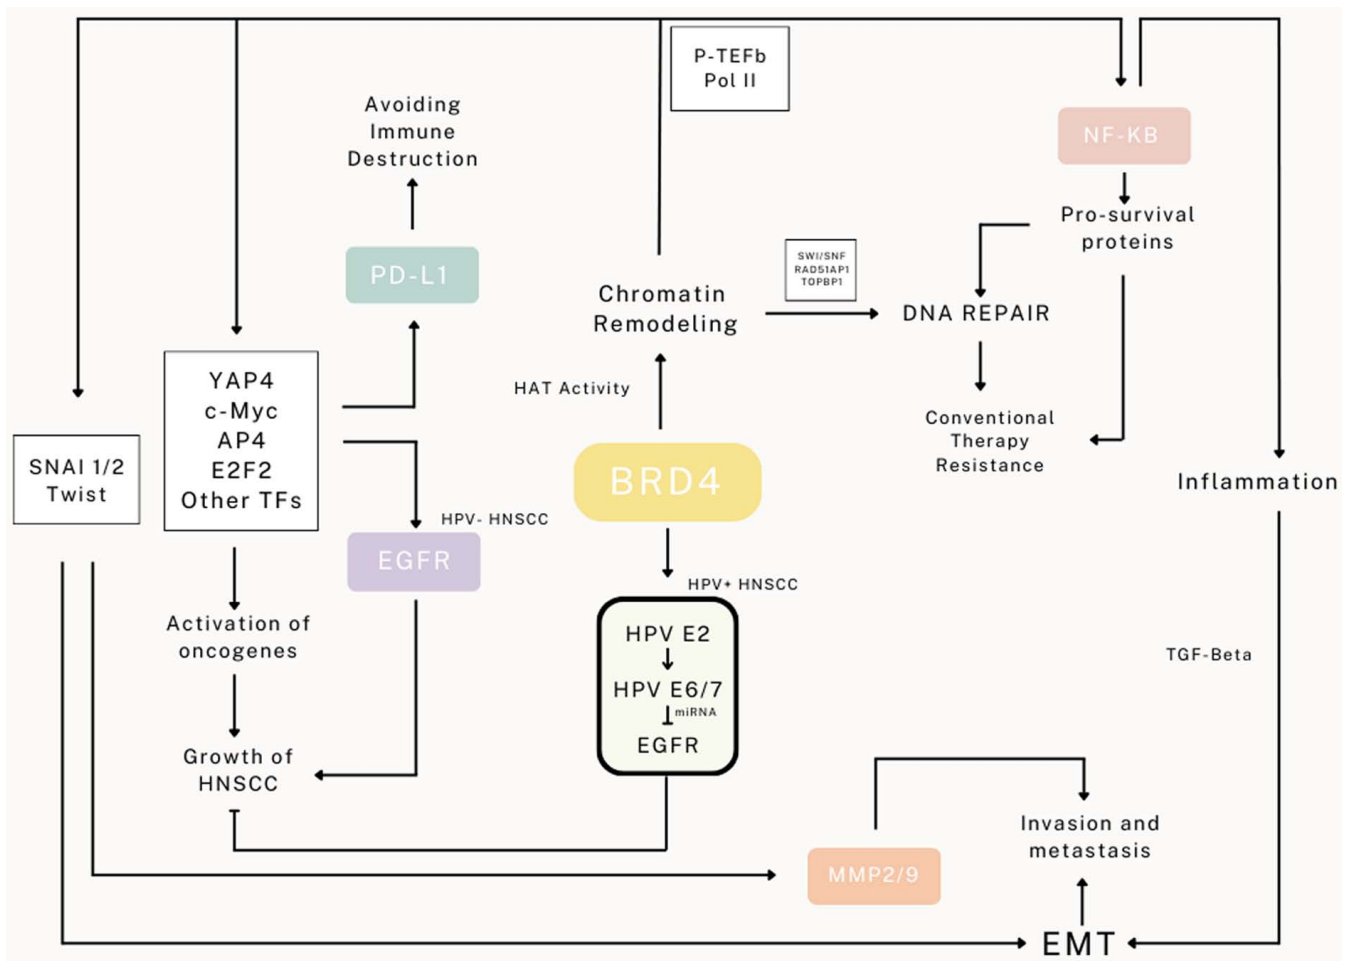 P-TEFb
Pol II
Avoiding
Immune
Destruction
NF-KB
Pro-survival
proteins
PD-L1
SWI/SNF
RAD51AP1
TOPBP1
Chromatin
Remodeling
DNA REPAIR
HAT Activity
YAP4
c-Myc
AP4
E2F2
Other TFs
SNAI 1/2
Twist
Conventional
Therapy
Resistance
BRD4
Inflammation
HPV- HNSCC
EGFR
HPV+ HNSCC
Activation of
oncogenes
HPV E2
HPV E6/7
miRNA
EGFR
TGF-Beta
Growth of
HNSCC
Invasion and
metastasis
MMP2/9
EMT